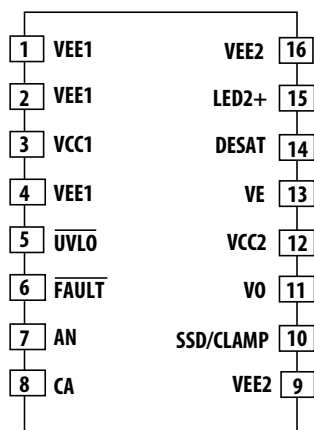 1 VEE1 VEE2 16
2 VEE1 LED2+ 15
3 VCC1 DESAT 14
4 VEE1 VE 13
5 UVLO VCC2 12
6 FAULT VO 11
7 AN SSD/CLAMP 10
8 CA VEE2 9